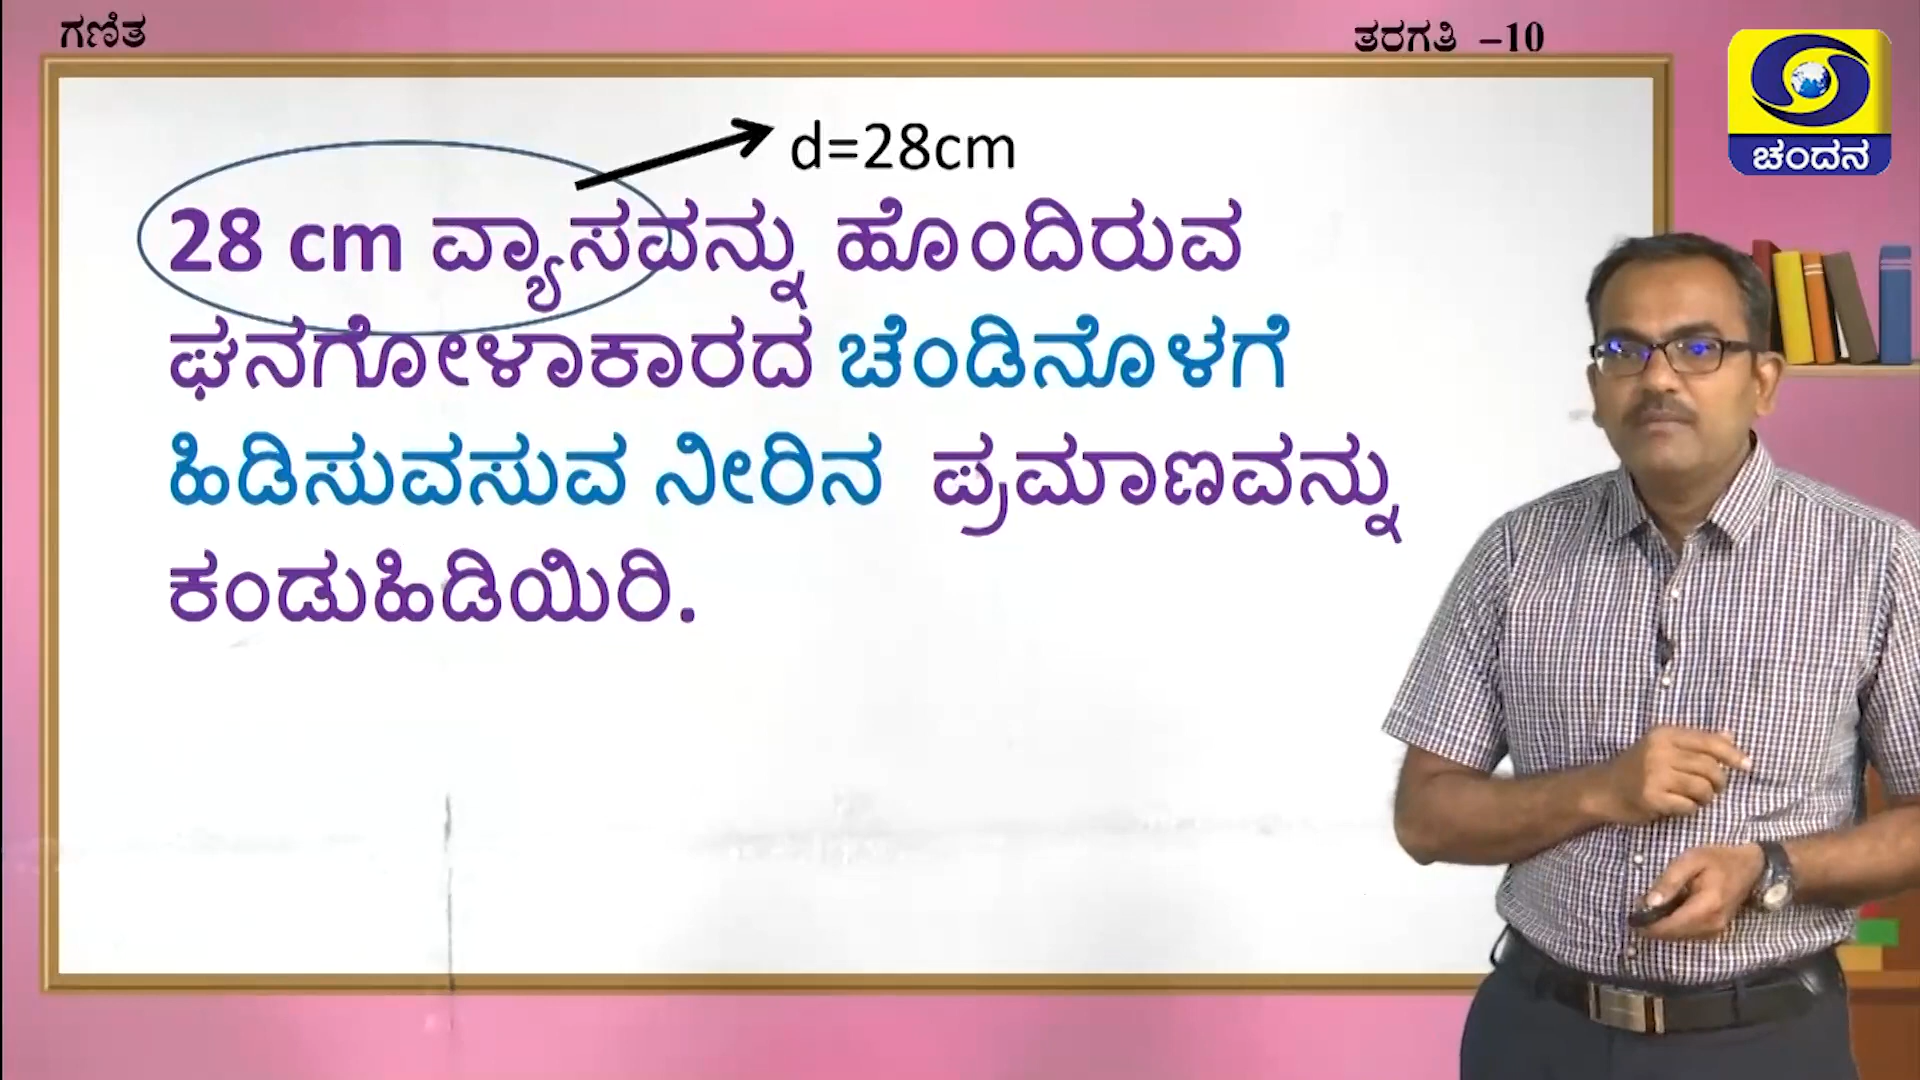 ಗಣಿತ
ತರಗತಿ –10
ಚಂದನ
d=28cm
28 cm ವ್ಯಾಸವನ್ನು ಹೊಂದಿರುವ
ಘನಗೋಳಾಕಾರದ ಚೆಂಡಿನೊಳಗೆ
ಹಿಡಿಸುವಸುವ ನೀರಿನ ಪ್ರಮಾಣವನ್ನು
ಕಂಡುಹಿಡಿಯಿರಿ.